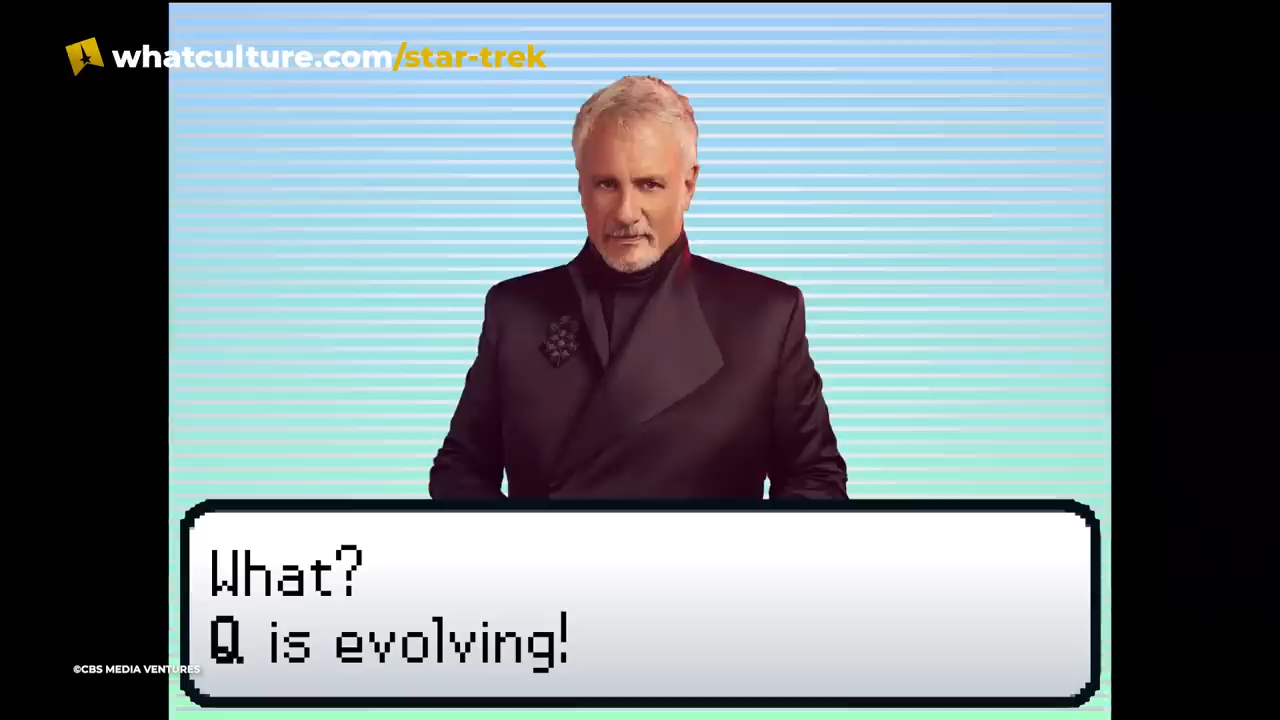 whatculture.com/star-trek
What?
Q is evolving!
©CBS MEDIA VENTURES